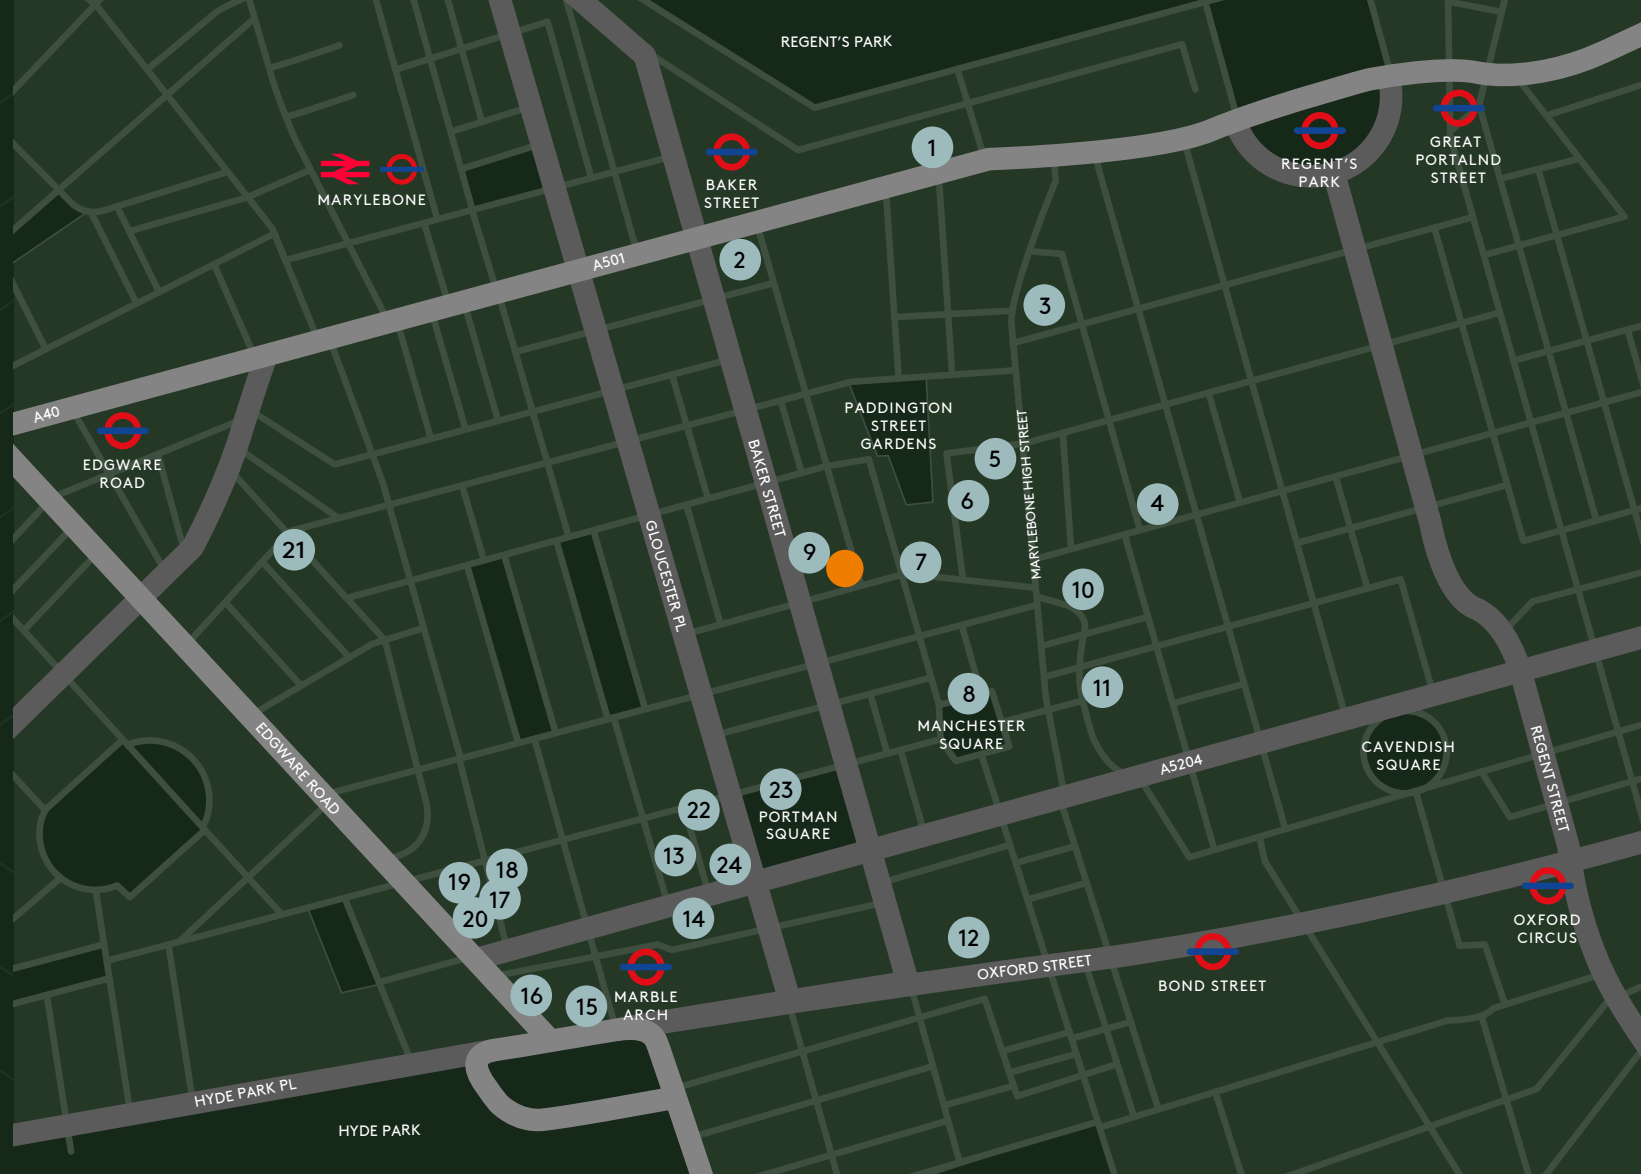 REGENT'S PARK
GREAT
PORTALND
STREET
REGENT'S
PARK
1
BAKER
STREET
MARYLEBONE
2
A501
3
A40
PADDINGTON
STREET
GARDENS
EDGWARE
ROAD
5
MARYLEBONE HIGH STREET
BAKER STREET
6
4
21
GLOUCESTER PL
9
7
10
8
11
MANCHESTER
SQUARE
EDGWARE ROAD
A5204
CAVENDISH
SQUARE
REGENT STREET
23
22
PORTMAN
SQUARE
13
24
18
19
17
20
14
12
OXFORD
CIRCUS
OXFORD STREET
BOND STREET
16
15
MARBLE
ARCH
HYDE PARK PL
HYDE PARK